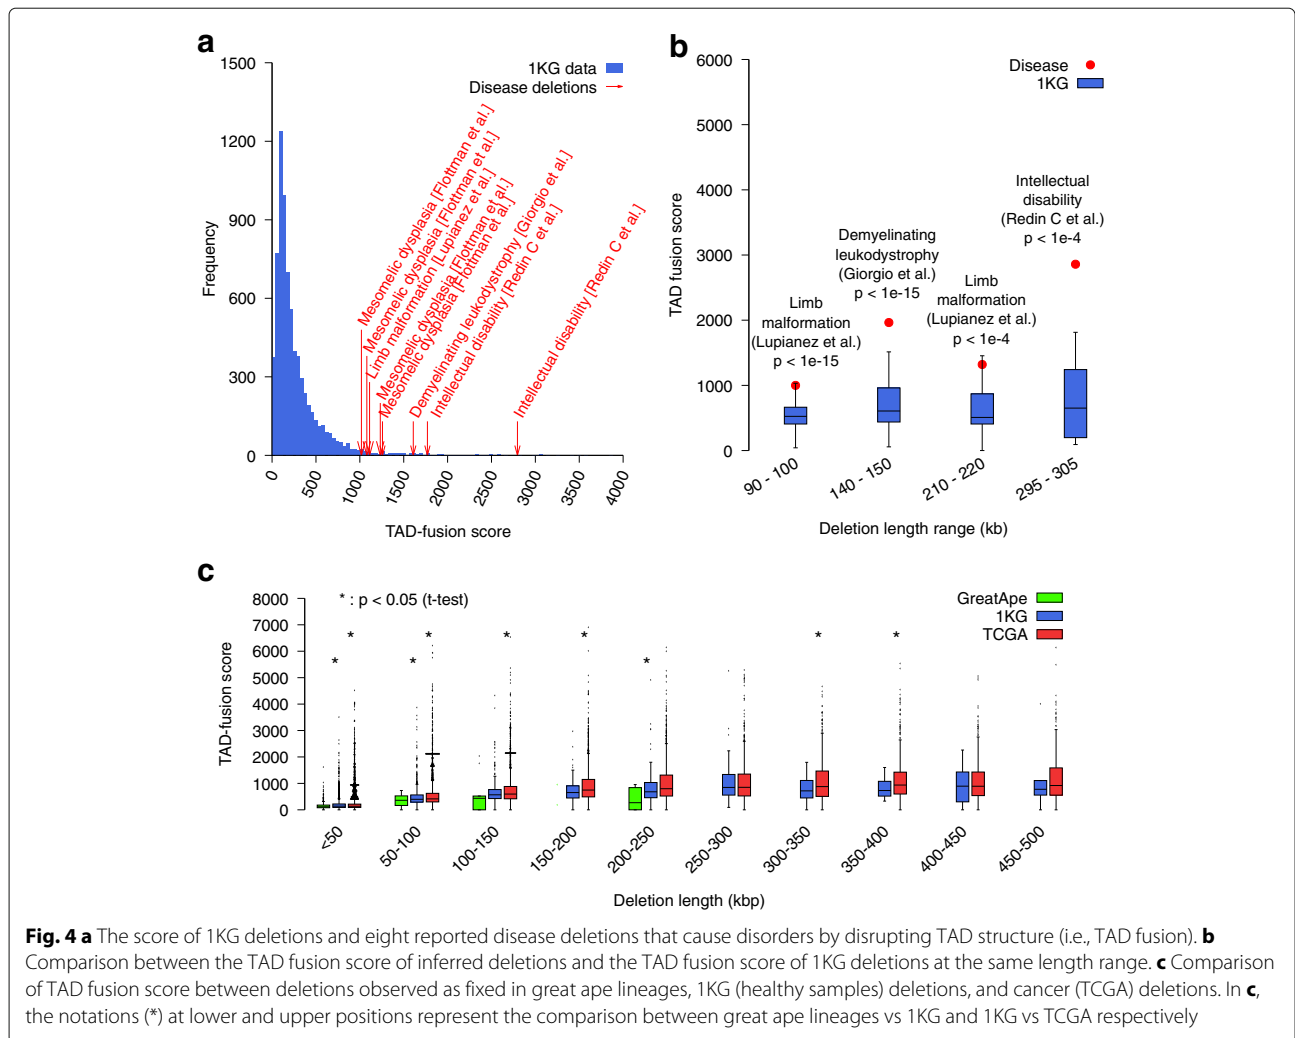 a
1500
1200
900
600
300
0
Frequency
1KG data
Disease deletions
Mesomelic dysplasia [Flottman et al.]
Mesomelic dysplasia [Flottman et al.]
Limb malformation [Lupianez et al.]
Mesomelic dysplasia [Flottman et al.]
Mesomelic dysplasia [Flottman et al.]
Demyelinating leukodystrophy [Giorgio et al.]
Intellectual disability [Redin C et al.]
Intellectual disability [Redin C et al.]
0 500 1000 1500 2000 2500 3000 3500 4000
TAD-fusion score
b
6000
5000
4000
3000
2000
1000
0
TAD fusion score
Disease
1KG
Limb
malformation
(Lupianez et al.)
p < 1e-15
Demyelinating
leukodystrophy
(Giorgio et al.)
p < 1e-15
Limb
malformation
(Lupianez et al.)
p < 1e-4
Intellectual
disability
(Redin C et al.)
p < 1e-4
90 - 100 140 - 150 210 - 220 295 - 305
Deletion length range (kb)
c
8000
7000
6000
5000
4000
3000
2000
1000
0
TAD-fusion score
* : p < 0.05 (t-test)
* * * * * *
* * *
GreatApe
1KG
TCGA
<50 50-100 100-150 150-200 200-250 250-300 300-350 350-400 400-450 450-500
Deletion length (kbp)
Fig. 4 a The score of 1KG deletions and eight reported disease deletions that cause disorders by disrupting TAD structure (i.e., TAD fusion). b
Comparison between the TAD fusion score of inferred deletions and the TAD fusion score of 1KG deletions at the same length range. c Comparison
of TAD fusion score between deletions observed as fixed in great ape lineages, 1KG (healthy samples) deletions, and cancer (TCGA) deletions. In c,
the notations (*) at lower and upper positions represent the comparison between great ape lineages vs 1KG and 1KG vs TCGA respectively